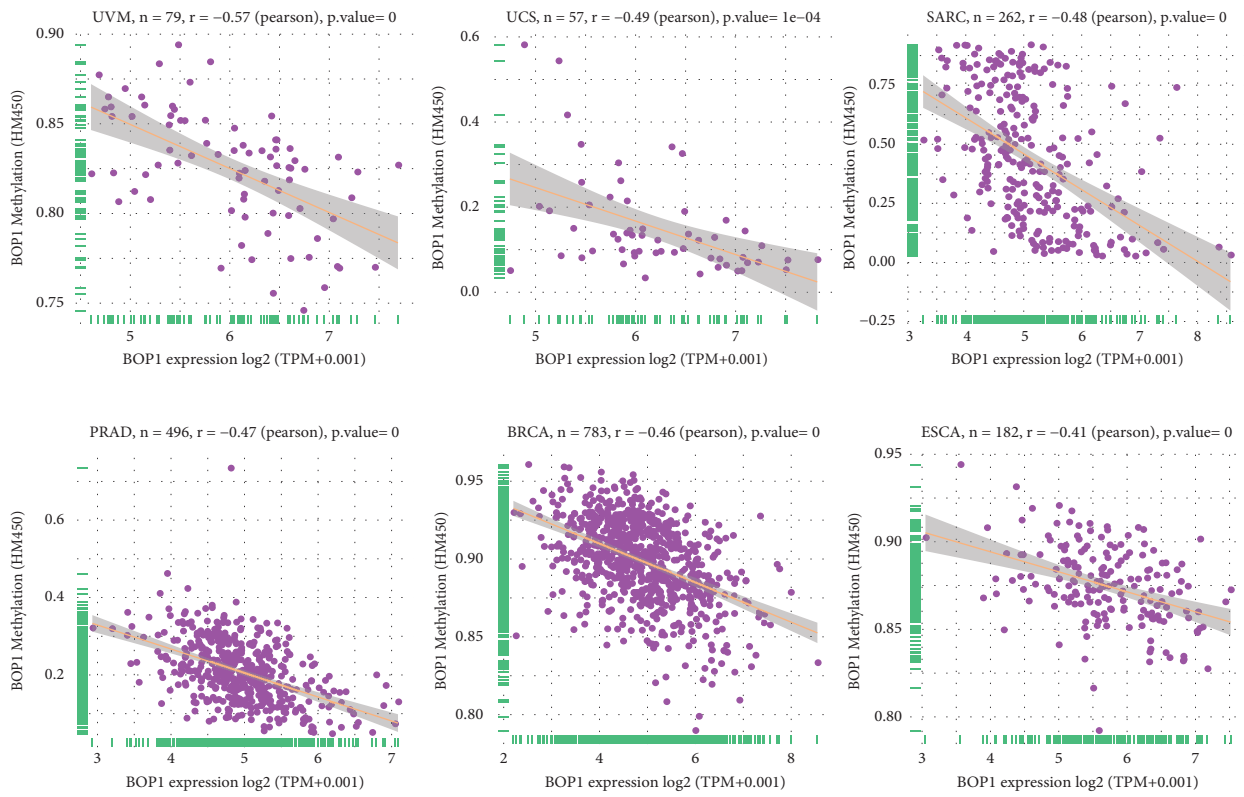 UVM, n = 79, r = −0.57 (pearson), p.value= 0
0.90
0.85
0.80
0.75
BOP1 Methylation (HM450)
5
6
7
BOP1 expression log2 (TPM+0.001)
UCS, n = 57, r = −0.49 (pearson), p.value= 1e−04
0.6
0.4
0.2
0.0
BOP1 Methylation (HM450)
5
6
7
BOP1 expression log2 (TPM+0.001)
SARC, n = 262, r = −0.48 (pearson), p.value= 0
0.75
0.50
0.25
0.00
−0.25
BOP1 Methylation (HM450)
3
4
5
6
7
8
BOP1 expression log2 (TPM+0.001)
PRAD, n = 496, r = −0.47 (pearson), p.value= 0
0.6
0.4
0.2
BOP1 Methylation (HM450)
3
4
5
6
7
BOP1 expression log2 (TPM+0.001)
BRCA, n = 783, r = −0.46 (pearson), p.value= 0
0.95
0.90
0.85
0.80
BOP1 Methylation (HM450)
2
4
6
8
BOP1 expression log2 (TPM+0.001)
ESCA, n = 182, r = −0.41 (pearson), p.value= 0
0.95
0.90
0.85
0.80
BOP1 Methylation (HM450)
3
4
5
6
7
BOP1 expression log2 (TPM+0.001)